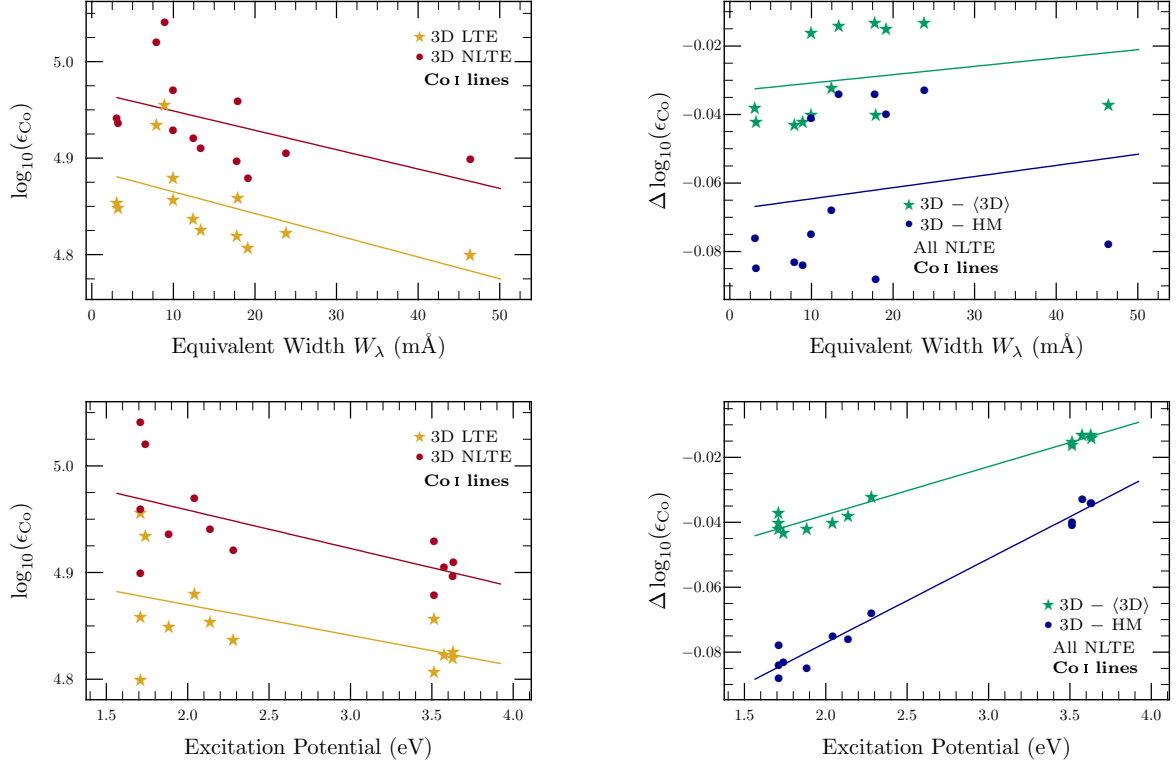 5.0
4.9
4.8
log₁₀(ϵCo)
3D LTE
3D NLTE
Co I lines
0 10 20 30 40 50
Equivalent Width Wλ (mÅ)
−0.02
−0.04
−0.06
−0.08
Δ log₁₀(ϵCo)
3D − ⟨3D⟩
3D − HM
All NLTE
Co I lines
0 10 20 30 40 50
Equivalent Width Wλ (mÅ)
5.0
4.9
4.8
log₁₀(ϵCo)
3D LTE
3D NLTE
Co I lines
1.5 2.0 2.5 3.0 3.5 4.0
Excitation Potential (eV)
−0.02
−0.04
−0.06
−0.08
Δ log₁₀(ϵCo)
3D − ⟨3D⟩
3D − HM
All NLTE
Co I lines
1.5 2.0 2.5 3.0 3.5 4.0
Excitation Potential (eV)